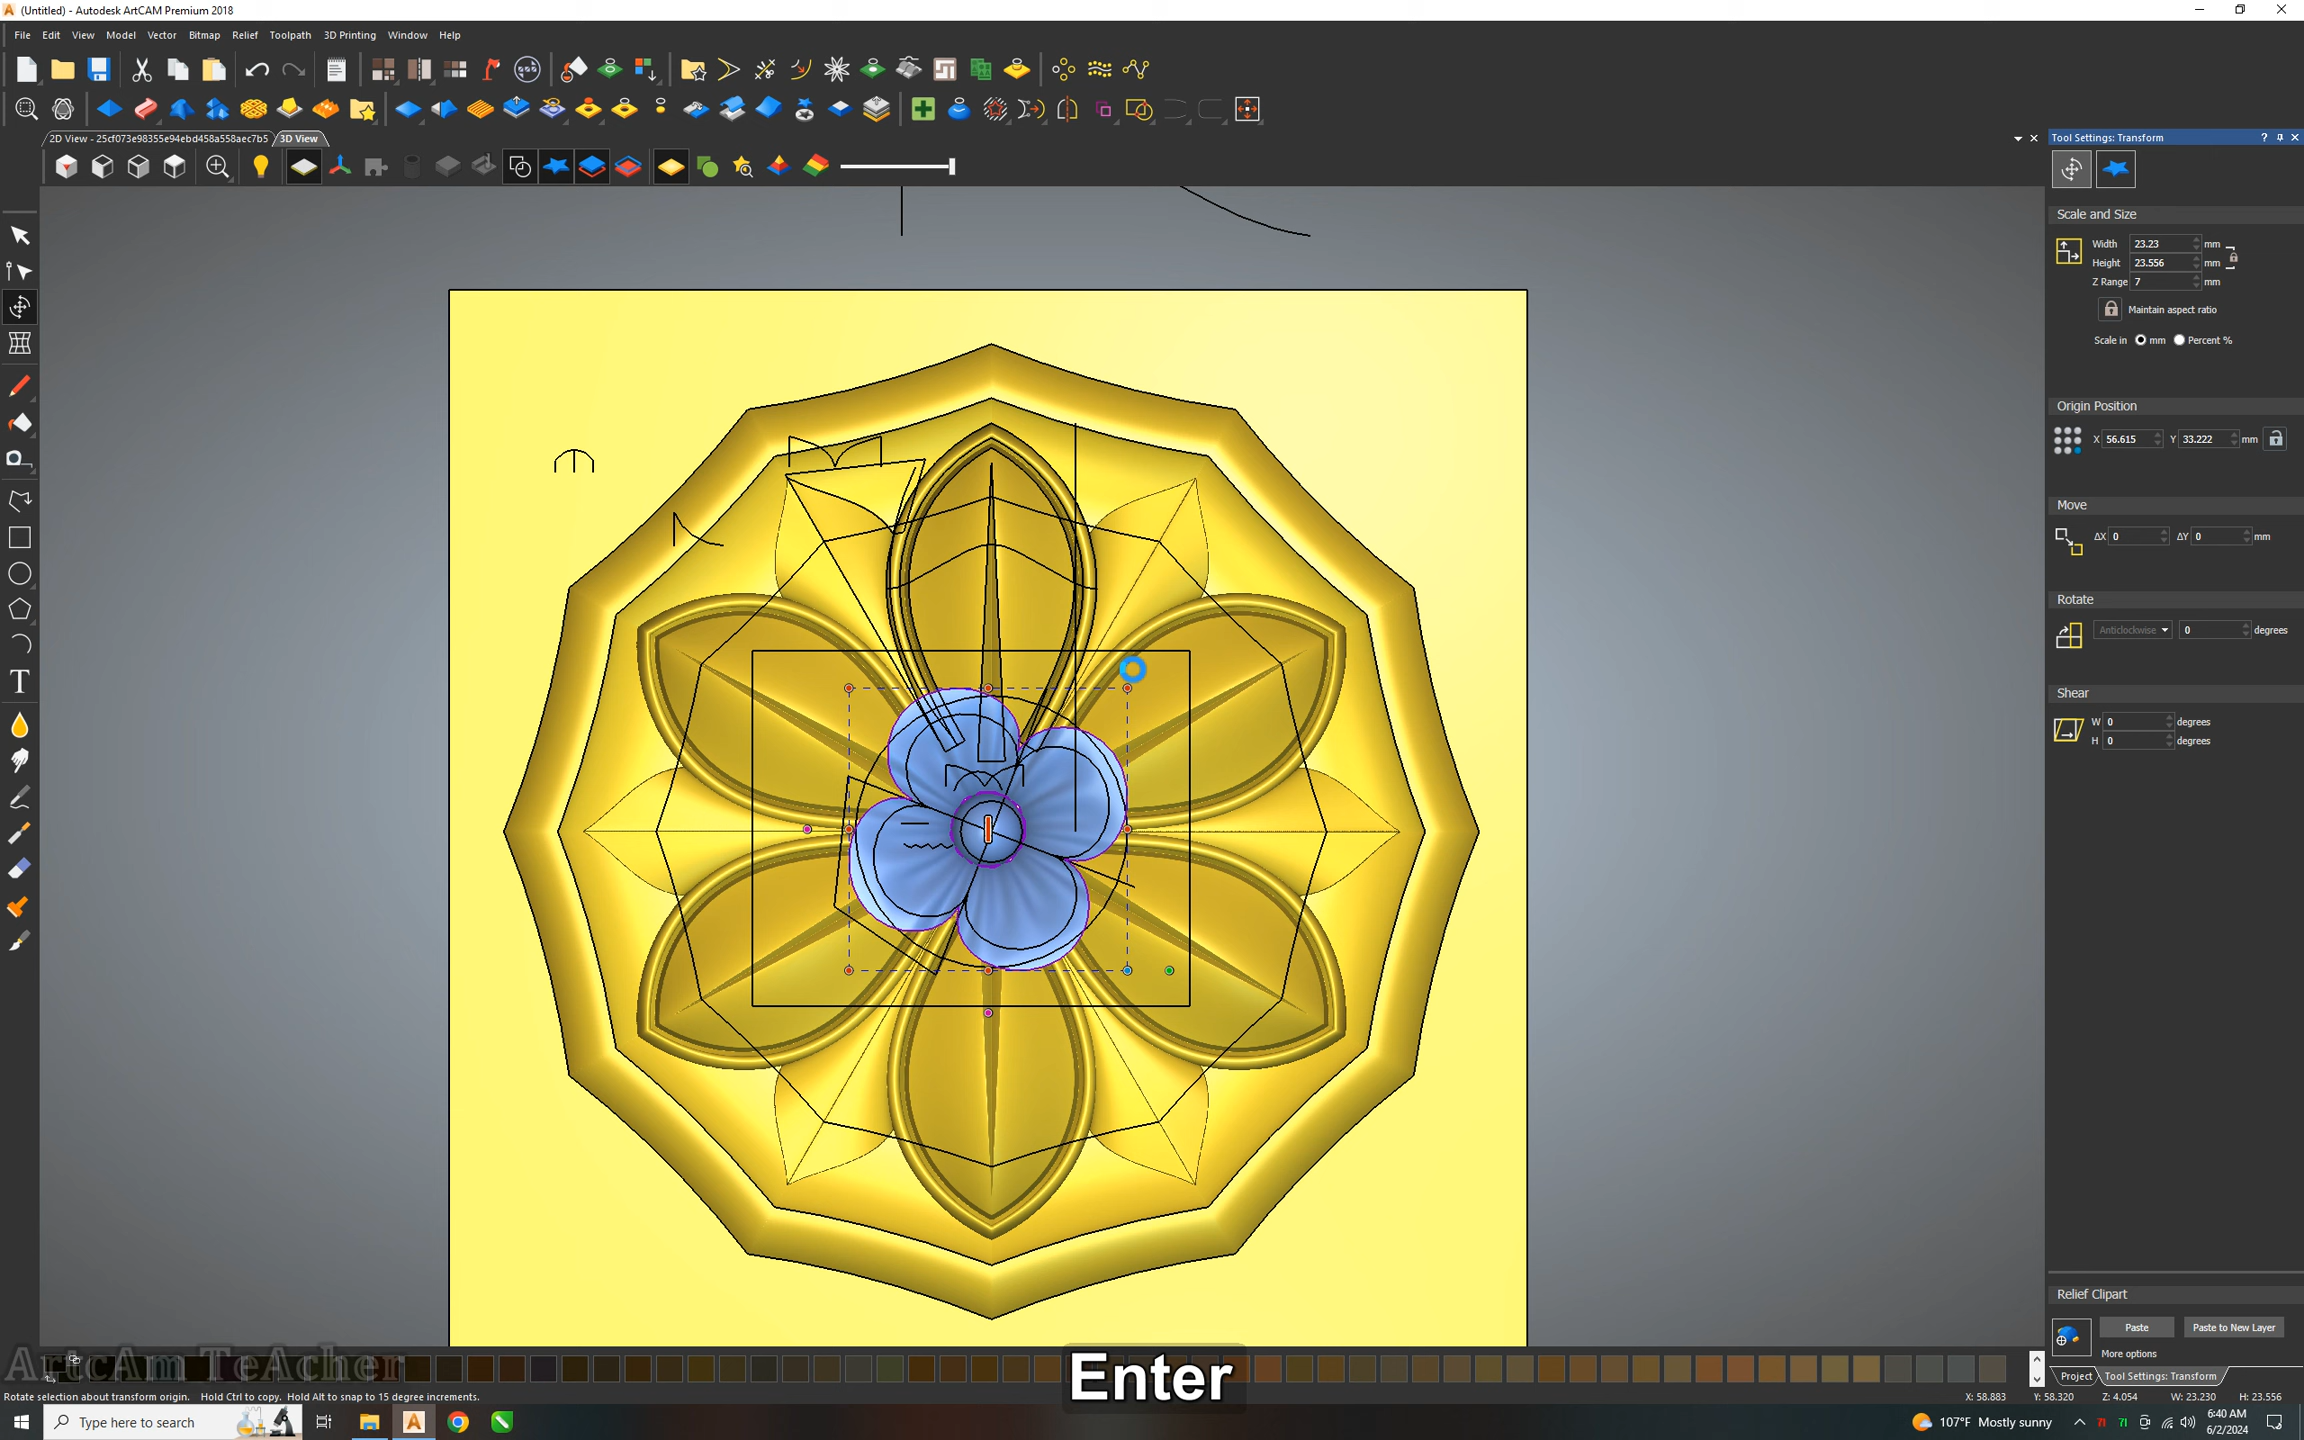 (Untitled) - Autodesk ArtCAM Premium 2018
File Edit View Model Vector Bitmap Relief Toolpath 3D Printing Window Help
2D View - 25cf073e98355e94ebd458a558aec7b5 3D View
Tool Settings: Transform
Scale and Size
Width 23.23 mm
Height 23.556 mm
Z Range 7 mm
Maintain aspect ratio
Scale in mm Percent %
Origin Position
X 56.615 Y 33.222 mm
Move
ΔX 0 ΔY 0 mm
Rotate
Anticlockwise 0 degrees
Shear
W 0 degrees
H 0 degrees
Relief Clipart
Paste Paste to New Layer
More options
Project Tool Settings: Transform
ArtcAm TeAcher
Enter
Rotate selection about transform origin. Hold Ctrl to copy. Hold Alt to snap to 15 degree increments.
X: 58.883 Y: 58.320 Z: 4.054 W: 23.230 H: 23.556
Type here to search
107°F Mostly sunny
71 71
6:40 AM
6/2/2024